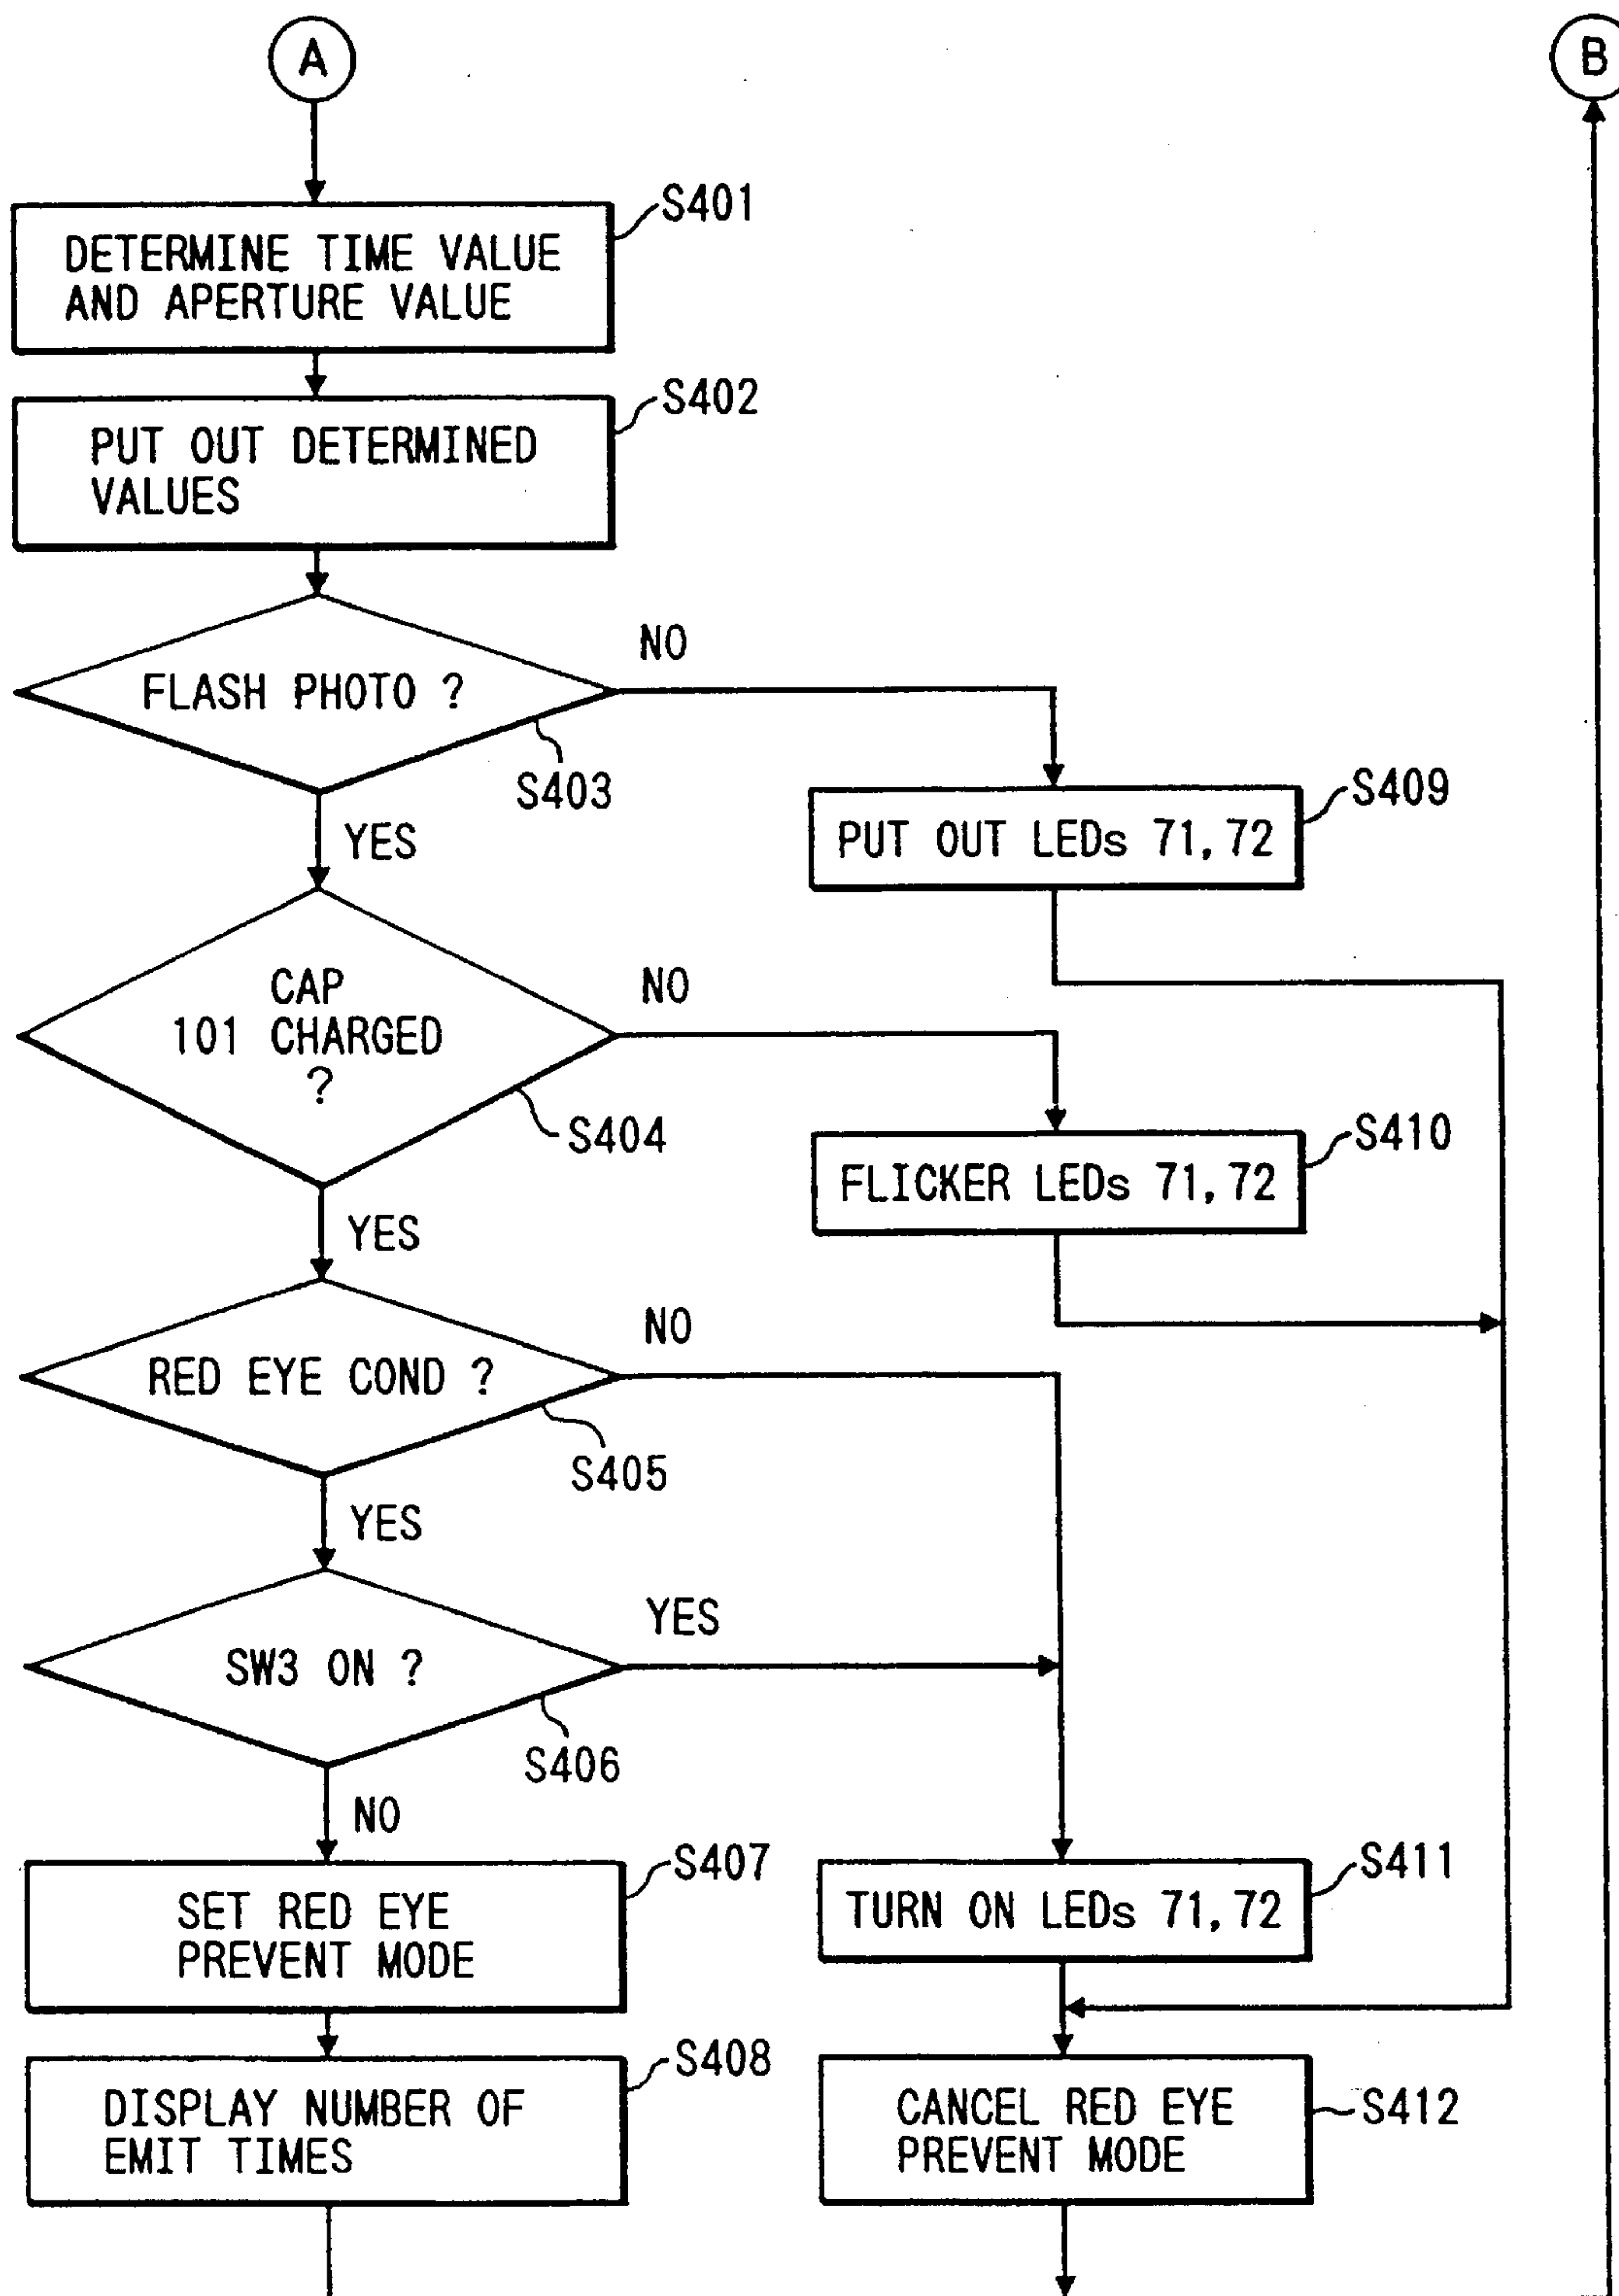 A
B
S401
DETERMINE TIME VALUE
AND APERTURE VALUE
S402
PUT OUT DETERMINED
VALUES
NO
FLASH PHOTO ?
S403
YES
S409
PUT OUT LEDs 71, 72
CAP
101 CHARGED
?
NO
S404
S410
FLICKER LEDs 71, 72
YES
NO
RED EYE COND ?
S405
YES
YES
SW3 ON ?
S406
NO
S407
SET RED EYE
PREVENT MODE
S411
TURN ON LEDs 71, 72
S408
DISPLAY NUMBER OF
EMIT TIMES
S412
CANCEL RED EYE
PREVENT MODE